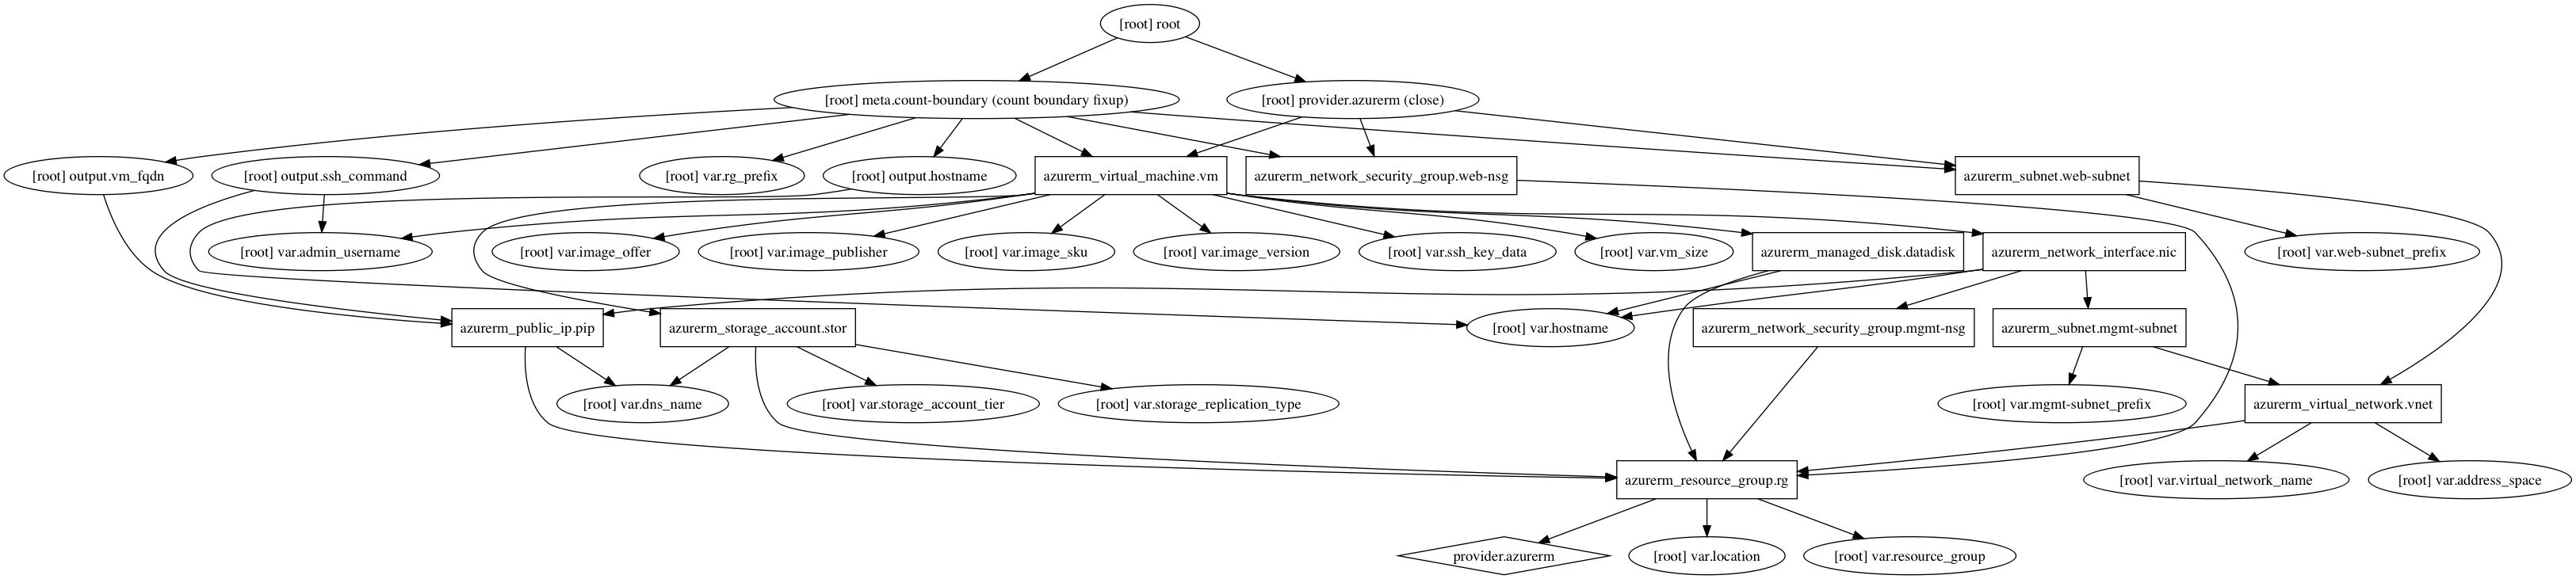 [root] root
[root] meta.count-boundary (count boundary fixup)
[root] provider.azurerm (close)
[root] output.vm_fqdn
[root] output.ssh_command
[root] var.rg_prefix
[root] output.hostname
azurerm_virtual_machine.vm
azurerm_network_security_group.web-nsg
azurerm_subnet.web-subnet
[root] var.admin_username
[root] var.image_offer
[root] var.image_publisher
[root] var.image_sku
[root] var.image_version
[root] var.ssh_key_data
[root] var.vm_size
azurerm_managed_disk.datadisk
azurerm_network_interface.nic
[root] var.web-subnet_prefix
azurerm_public_ip.pip
azurerm_storage_account.stor
[root] var.hostname
azurerm_network_security_group.mgmt-nsg
azurerm_subnet.mgmt-subnet
[root] var.dns_name
[root] var.storage_account_tier
[root] var.storage_replication_type
[root] var.mgmt-subnet_prefix
azurerm_virtual_network.vnet
azurerm_resource_group.rg
[root] var.virtual_network_name
[root] var.address_space
provider.azurerm
[root] var.location
[root] var.resource_group